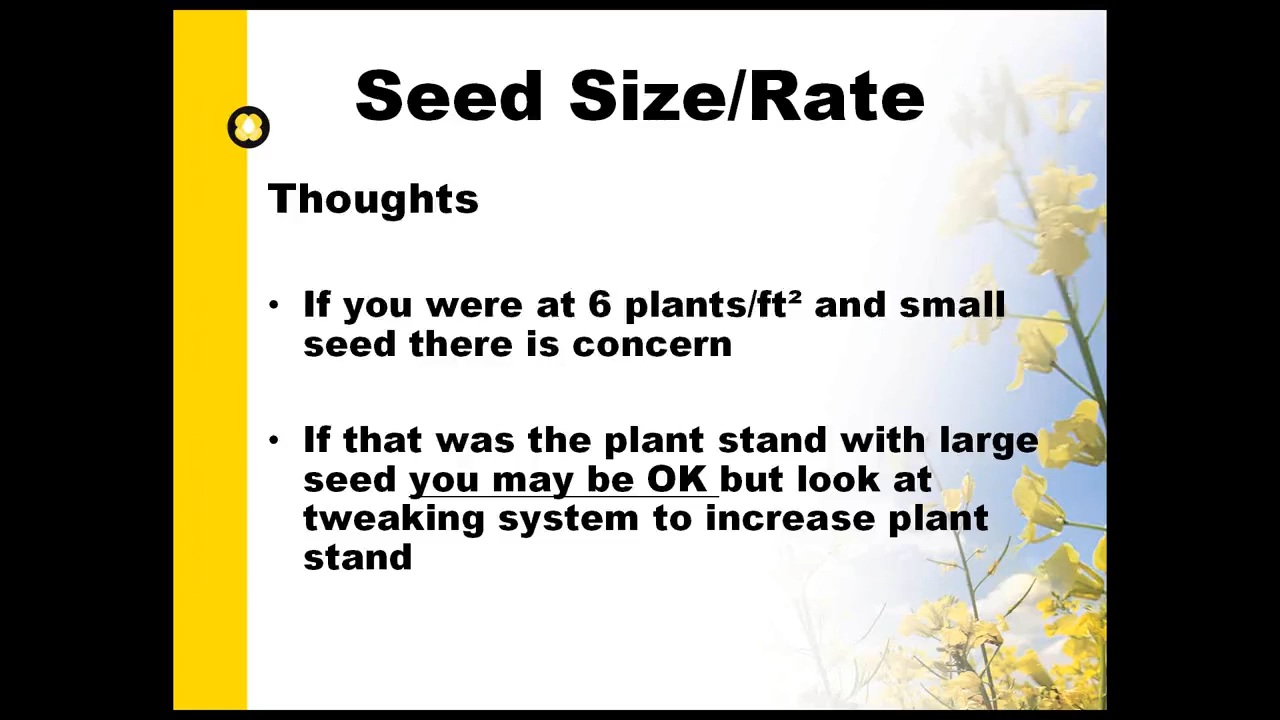 Seed Size/Rate
Thoughts
• If you were at 6 plants/ft² and small
seed there is concern
• If that was the plant stand with large
seed you may be OK but look at
tweaking system to increase plant
stand